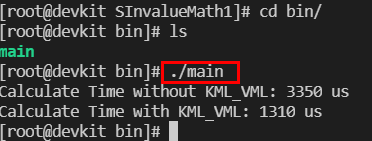 [root@devkit SInvalueMath1]# cd bin/
[root@devkit bin]# ls
main
[root@devkit bin]# ./main
Calculate Time without KML_VML: 3350 us
Calculate Time with KML_VML: 1310 us
[root@devkit bin]#